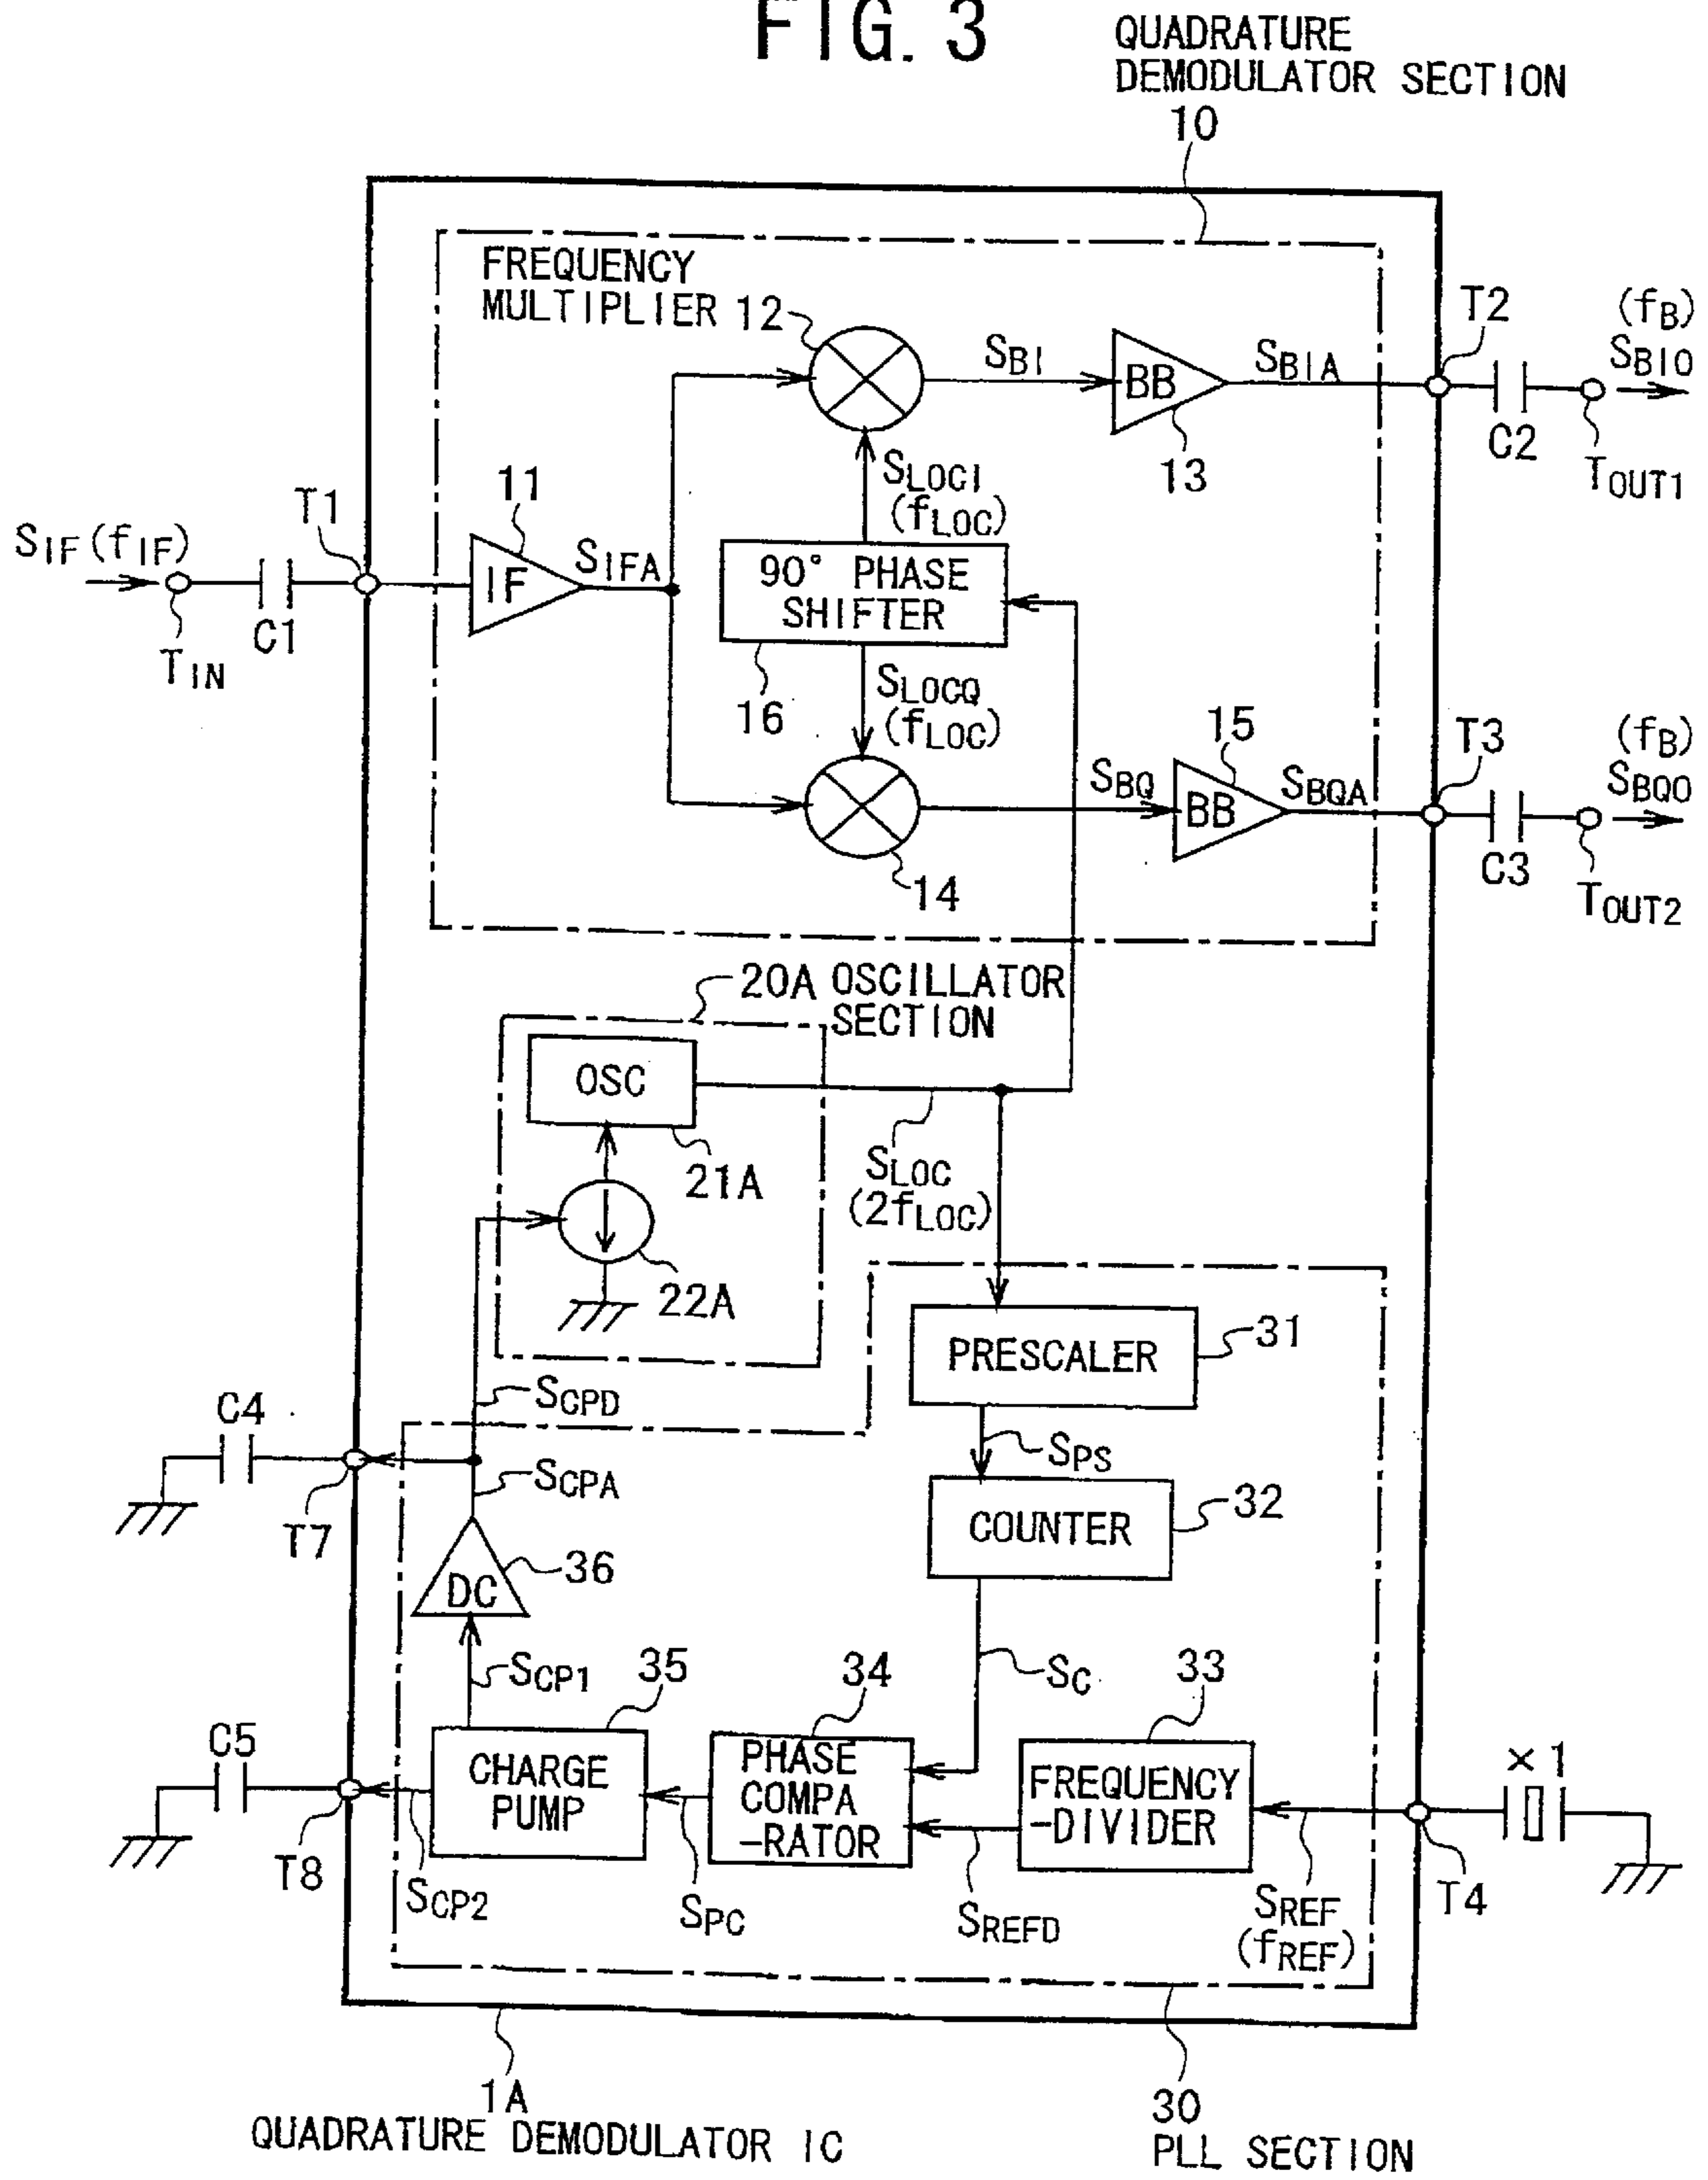 FIG. 3
QUADRATURE
DEMODULATOR SECTION
10
FREQUENCY
MULTIPLIER 12
SBI
BB
13
SBIA
T2
(fB)
SBIO
C2
TOUT1
SIF (fIF)
TIN
C1
T1
11
IF
SIFA
SLOCI
(fLOC)
90° PHASE
SHIFTER
16
SLOCQ
(fLOC)
14
SBQ
15
BB
SBQA
T3
(fB)
SBQO
C3
TOUT2
20A OSCILLATOR
SECTION
OSC
21A
22A
SLOC
(2fLOC)
PRESCALER
31
SPS
COUNTER
32
SCPD
C4
T7
SCPA
DC
36
SCP1
35
34
SC
33
C5
T8
CHARGE
PUMP
SCP2
SPC
PHASE
COMPA
-RATOR
SREFD
FREQUENCY
-DIVIDER
SREF
(fREF)
T4
×1
1A
QUADRATURE DEMODULATOR IC
30
PLL SECTION